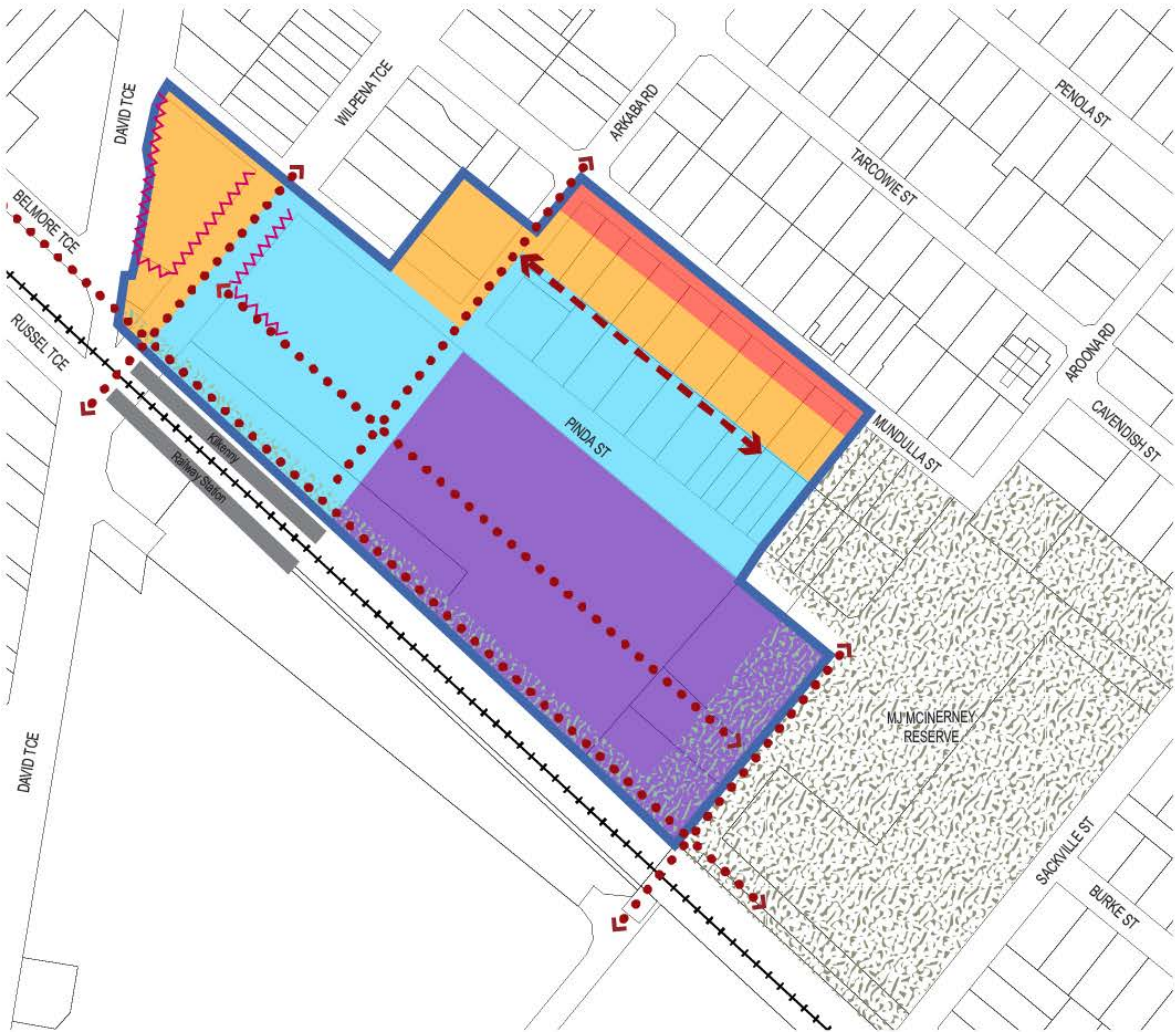 DAVID TCE
WILPENA TCE
ARKABA RD
PENOLA ST
TARCOWIE ST
BELMORE TCE
RUSSEL TCE
Kilkenny
Railway Station
PINDA ST
MUNDULLA ST
AROONA RD
CAVENDISH ST
MJ MCINERNEY
RESERVE
DAVID TCE
SACKVILLE ST
BURKE ST